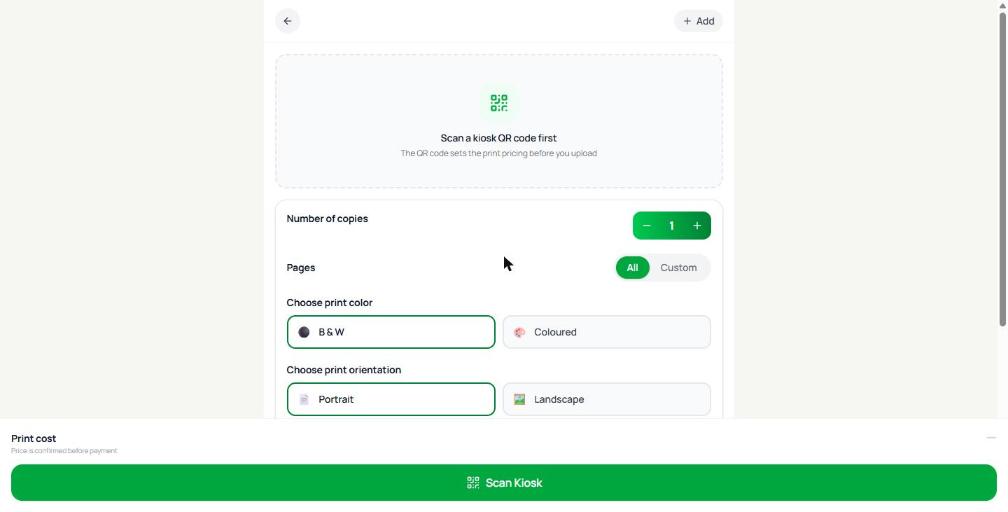 Add
Scan a kiosk QR code first
The QR code sets the print pricing before you upload
Number of copies
− 1 +
Pages
All
Custom
Choose print color
B & W
Coloured
Choose print orientation
Portrait
Landscape
Print cost
—
Price is confirmed before payment
Scan Kiosk